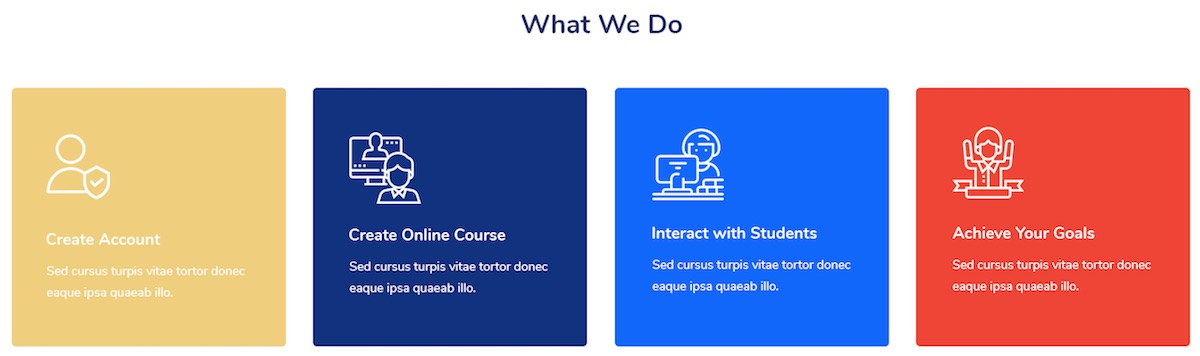 What We Do
Create Account
Sed cursus turpis vitae tortor donec
eaque ipsa quaeab illo.
Create Online Course
Sed cursus turpis vitae tortor donec
eaque ipsa quaeab illo.
Interact with Students
Sed cursus turpis vitae tortor donec
eaque ipsa quaeab illo.
Achieve Your Goals
Sed cursus turpis vitae tortor donec
eaque ipsa quaeab illo.